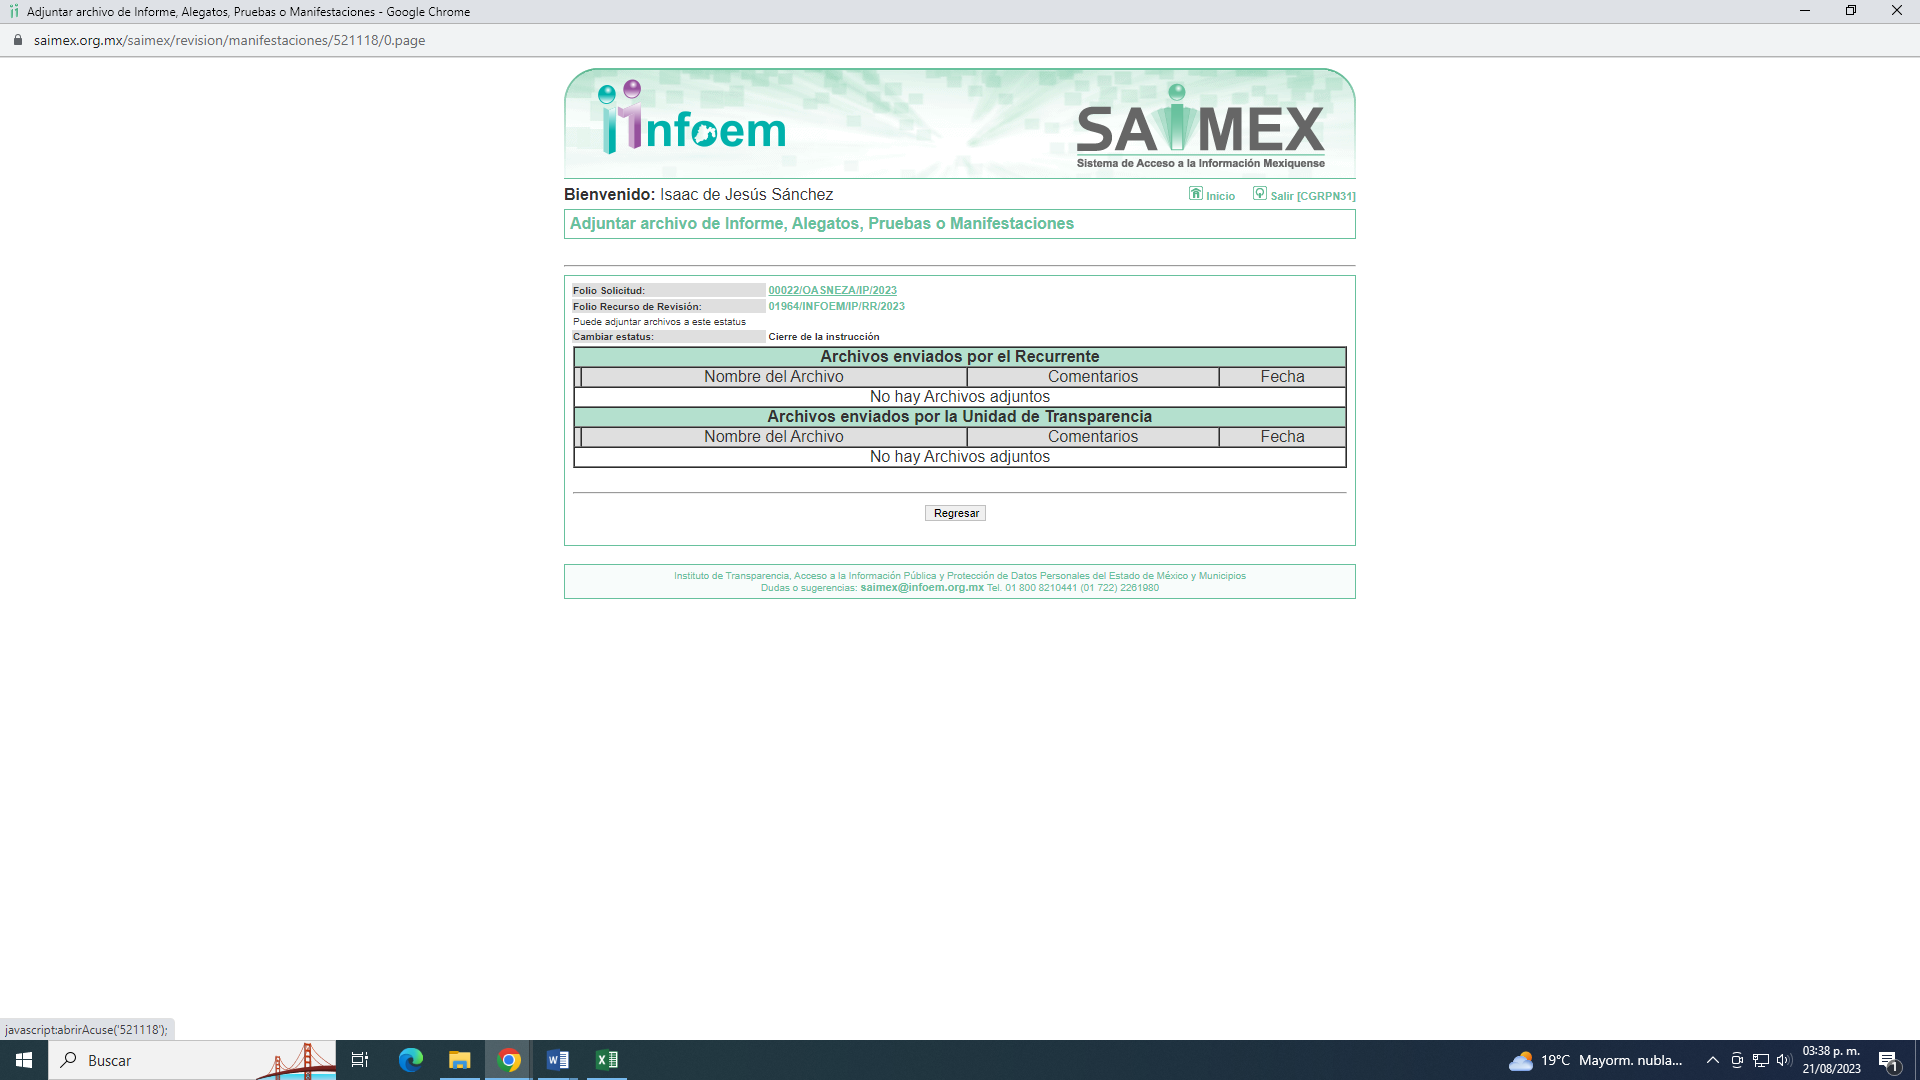 Adjuntar archivo de Informe, Alegatos, Pruebas o Manifestaciones - Google Chrome
saimex.org.mx/saimex/revision/manifestaciones/521118/0.page
infoem
SAIMEX
Sistema de Acceso a la Información Mexiquense
Bienvenido: Isaac de Jesús Sánchez
Inicio Salir [CGRPN31]
Adjuntar archivo de Informe, Alegatos, Pruebas o Manifestaciones
Folio Solicitud: 00022/OASNEZA/IP/2023
Folio Recurso de Revisión: 01964/INFOEM/IP/RR/2023
Puede adjuntar archivos a este estatus
Cambiar estatus: Cierre de la instrucción
Archivos enviados por el Recurrente
Nombre del Archivo Comentarios Fecha
No hay Archivos adjuntos
Archivos enviados por la Unidad de Transparencia
Nombre del Archivo Comentarios Fecha
No hay Archivos adjuntos
Regresar
Instituto de Transparencia, Acceso a la Información Pública y Protección de Datos Personales del Estado de México y Municipios
Dudas o sugerencias: saimex@infoem.org.mx Tel. 01 800 8210441 (01 722) 2261980
javascript:abrirAcuse('521118');
Buscar
19°C Mayorm. nubla...
03:38 p. m.
21/08/2023
1